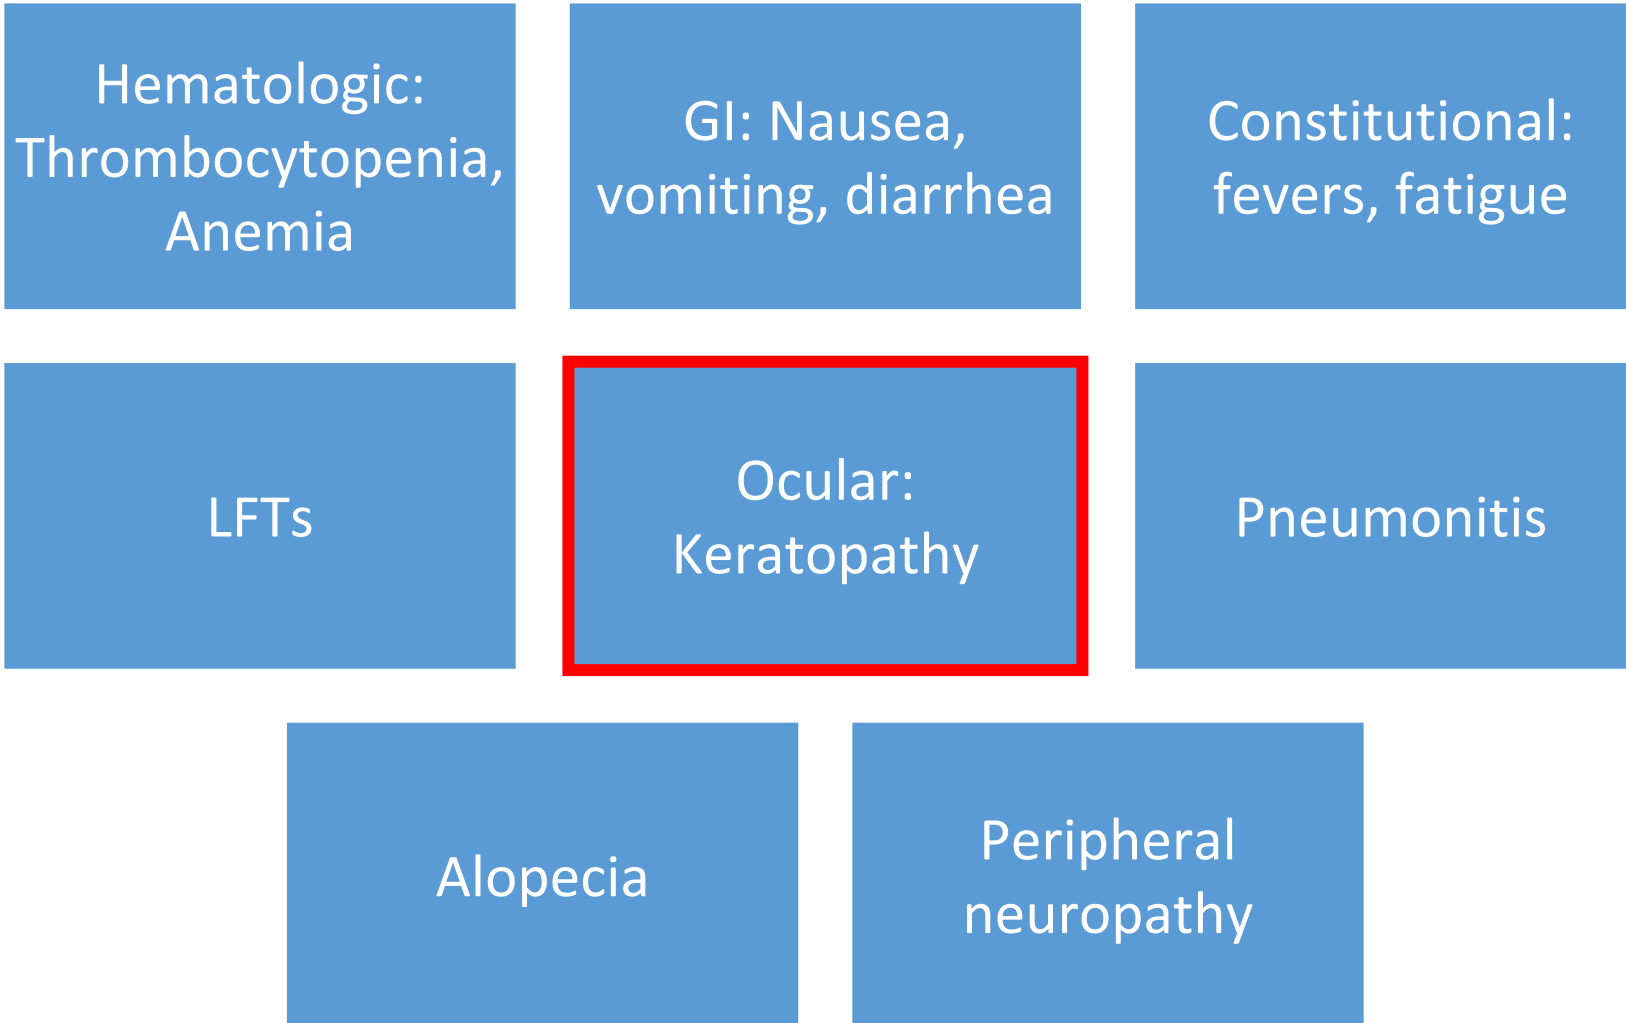 Hematologic:
Thrombocytopenia,
Anemia
GI: Nausea,
vomiting, diarrhea
Constitutional:
fevers, fatigue
LFTs
Ocular:
Keratopathy
Pneumonitis
Alopecia
Peripheral
neuropathy